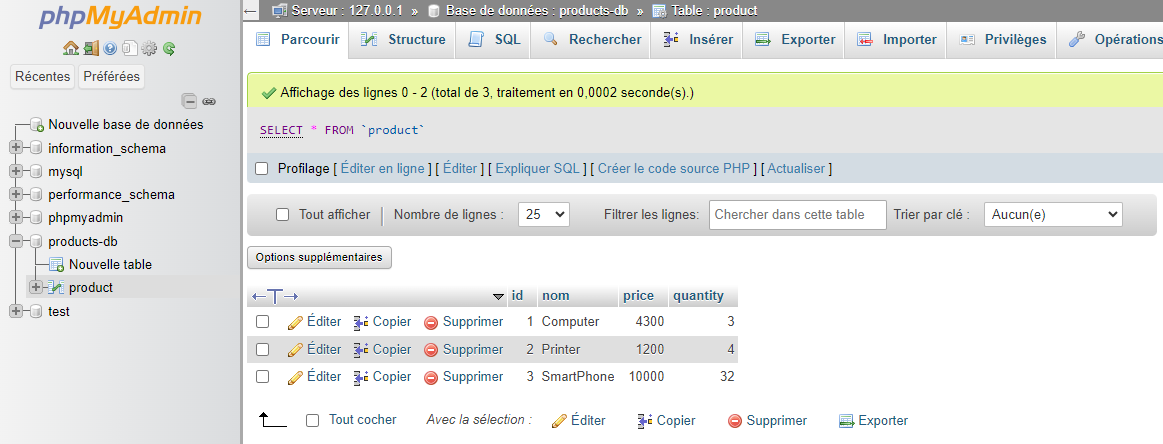 phpMyAdmin
Récentes Préférées
Nouvelle base de données
information_schema
mysql
performance_schema
phpmyadmin
products-db
Nouvelle table
product
test
Serveur : 127.0.0.1 » Base de données : products-db » Table : product
Parcourir Structure SQL Rechercher Insérer Exporter Importer Privilèges Opérations
Affichage des lignes 0 - 2 (total de 3, traitement en 0,0002 seconde(s).)
SELECT * FROM `product`
Profilage [ Éditer en ligne ] [ Éditer ] [ Expliquer SQL ] [ Créer le code source PHP ] [ Actualiser ]
Tout afficher Nombre de lignes : 25 Filtrer les lignes: Chercher dans cette table Trier par clé : Aucun(e)
Options supplémentaires
←T→ id nom price quantity
Éditer Copier Supprimer 1 Computer 4300 3
Éditer Copier Supprimer 2 Printer 1200 4
Éditer Copier Supprimer 3 SmartPhone 10000 32
Tout cocher Avec la sélection : Éditer Copier Supprimer Exporter